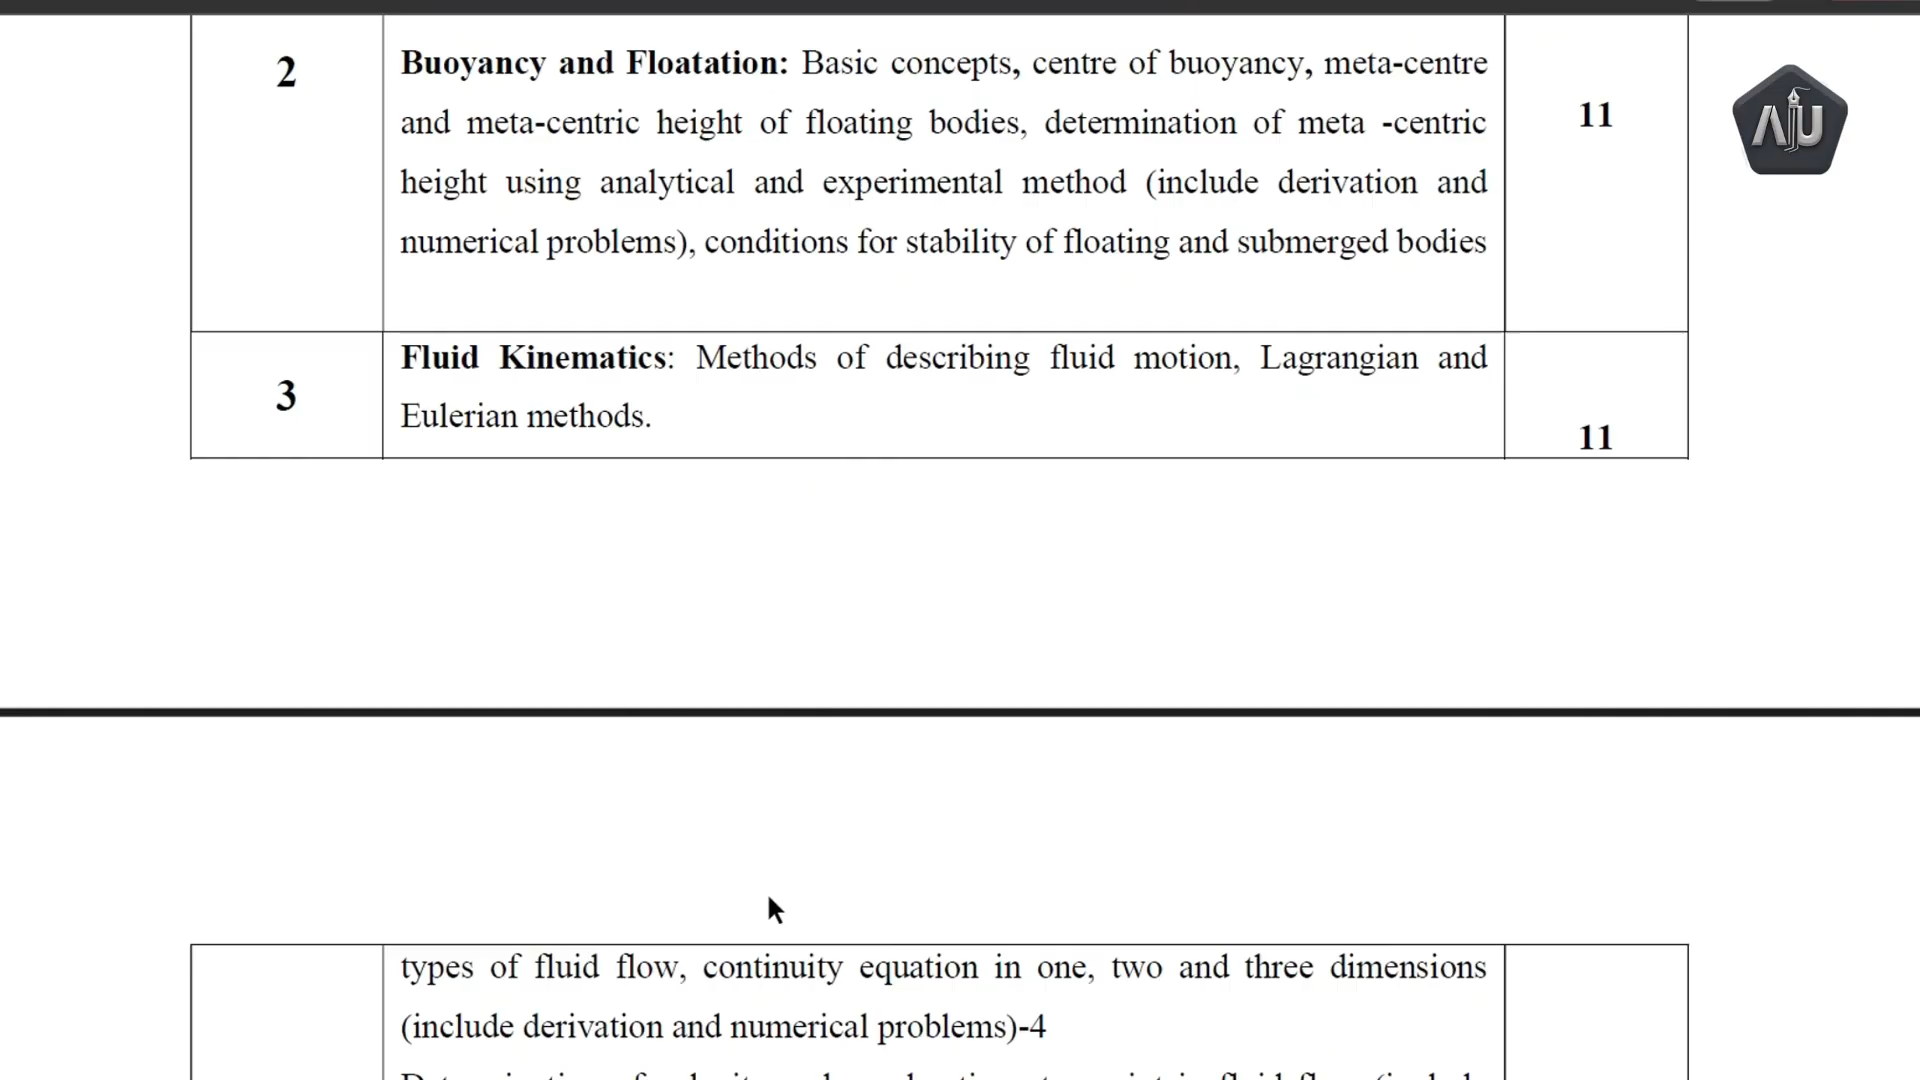 2
Buoyancy and Floatation: Basic concepts, centre of buoyancy, meta-centre
and meta-centric height of floating bodies, determination of meta -centric
height using analytical and experimental method (include derivation and
numerical problems), conditions for stability of floating and submerged bodies
11
AJU
3
Fluid Kinematics: Methods of describing fluid motion, Lagrangian and
Eulerian methods.
11
types of fluid flow, continuity equation in one, two and three dimensions
(include derivation and numerical problems)-4